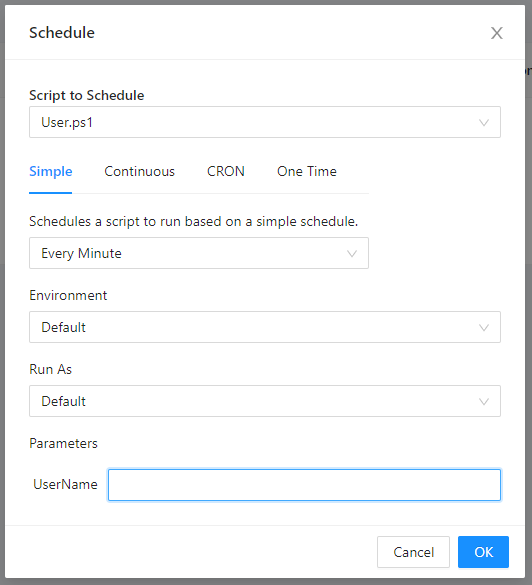 Schedule
Script to Schedule
User.ps1
Simple Continuous CRON One Time
Schedules a script to run based on a simple schedule.
Every Minute
Environment
Default
Run As
Default
Parameters
UserName
Cancel OK